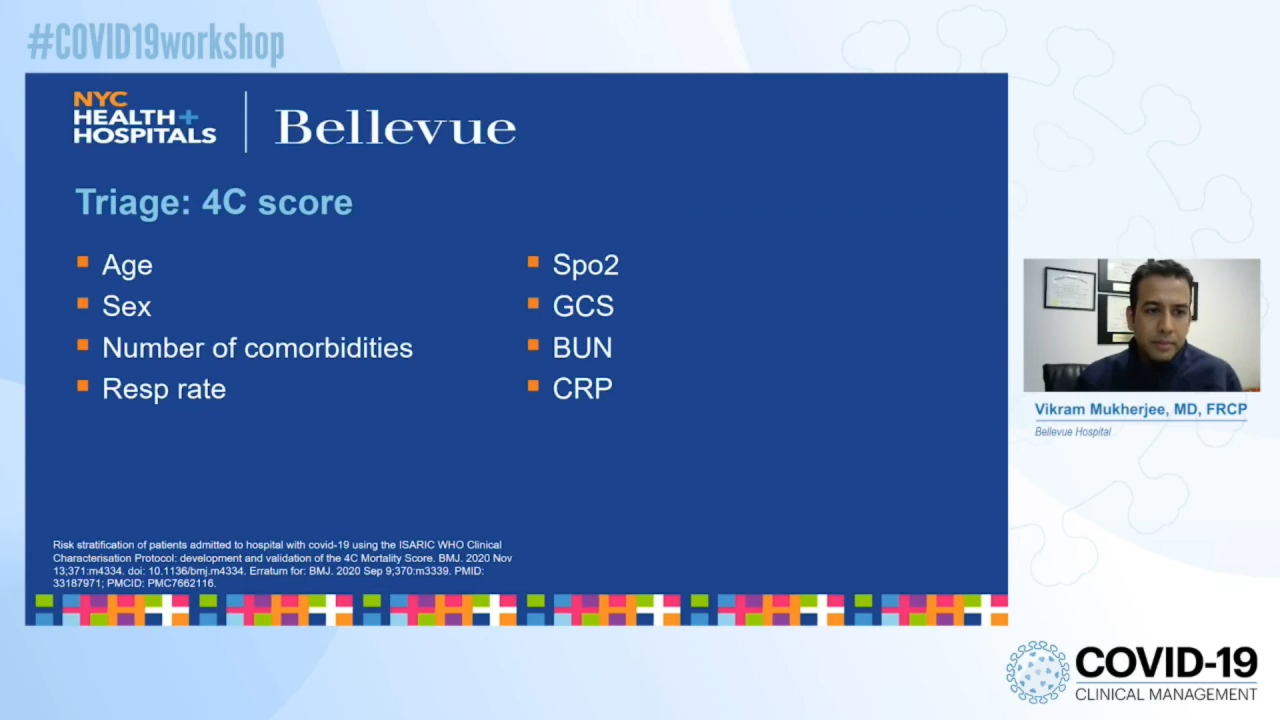 #COVID19workshop
NYC
HEALTH+
HOSPITALS
Bellevue
Triage: 4C score
Age
Sex
Number of comorbidities
Resp rate
Spo2
GCS
BUN
CRP
Risk stratification of patients admitted to hospital with covid-19 using the ISARIC WHO Clinical
Characterisation Protocol: development and validation of the 4C Mortality Score. BMJ. 2020 Nov
13;371:m4334. doi: 10.1136/bmj.m4334. Erratum for: BMJ. 2020 Sep 9;370:m3339. PMID:
33187971; PMCID: PMC7662116.
Vikram Mukherjee, MD, FRCP
Bellevue Hospital
COVID-19
CLINICAL MANAGEMENT